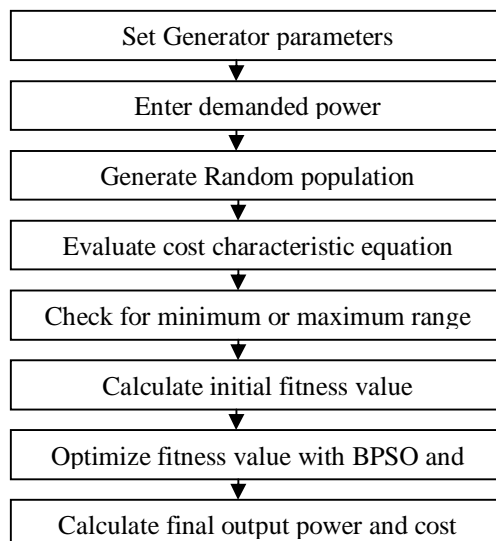 Set Generator parameters
Enter demanded power
Generate Random population
Evaluate cost characteristic equation
Check for minimum or maximum range
Calculate initial fitness value
Optimize fitness value with BPSO and
Calculate final output power and cost